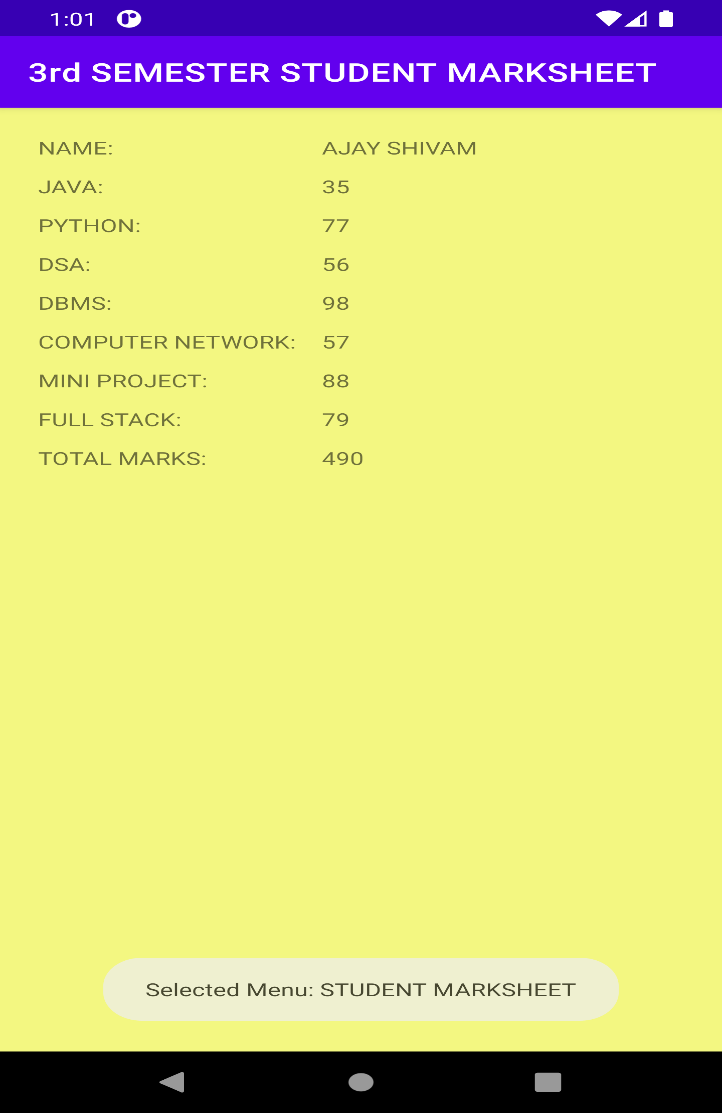 1:01
3rd SEMESTER STUDENT MARKSHEET
NAME: AJAY SHIVAM
JAVA: 35
PYTHON: 77
DSA: 56
DBMS: 98
COMPUTER NETWORK: 57
MINI PROJECT: 88
FULL STACK: 79
TOTAL MARKS: 490
Selected Menu: STUDENT MARKSHEET